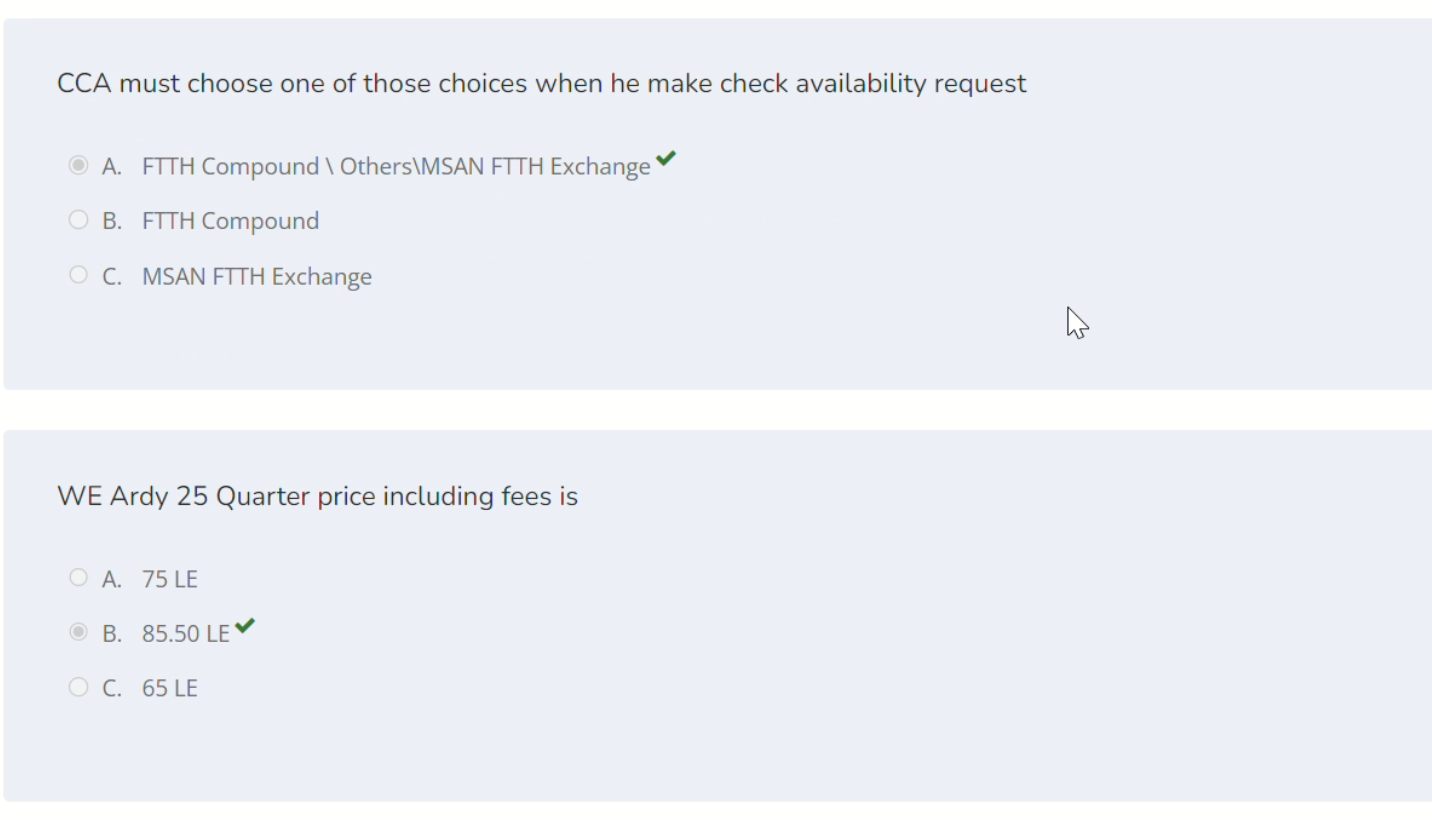 CCA must choose one of those choices when he make check availability request
A. FTTH Compound \ Others\MSAN FTTH Exchange
B. FTTH Compound
C. MSAN FTTH Exchange
WE Ardy 25 Quarter price including fees is
A. 75 LE
B. 85.50 LE
C. 65 LE